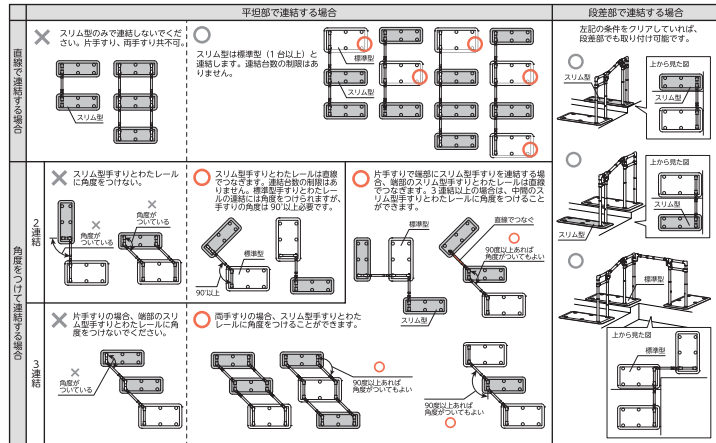 平坦部で連結する場合
段差部で連結する場合
直線で連結する場合
スリム型のみで連結しないでくだ
さい。片手すり、両手すり共不可。
スリム型
スリム型は標準型（1台以上）と
連結します。連結台数の制限はあ
りません。
標準型
スリム型
左記の条件をクリアしていれば、
段差部でも取り付け可能です。
スリム型
上から見た図
スリム型
上から見た図
標準型
上から見た図
標準型
角度をつけて連結する場合
2連結
スリム型手すりとわたレール
に角度をつけない。
角度が
ついている
角度が
ついている
スリム型手すりとわたレールは直線
でつなぎます。連結台数の制限はあ
りません。標準型手すりとわたレー
ルの連結には角度をつけられますが、
手すりの角度は90°以上必要です。
標準型
90°以上
片手すりで端部にスリム型手すりを連結する場
合、端部のスリム型手すりとわたレールは直線
でつなぎます。3連結以上の場合は、中間のス
リム型手すりとわたレールに角度をつけること
ができます。
標準型
直線でつなぐ
90度以上あれば
角度がついてもよい
スリム型
3連結
片手すりの場合、端部のスリ
ム型手すりとわたレールに角
度をつけないでください。
角度が
ついている
両手すりの場合、スリム型手すりとわた
レールに角度をつけることができます。
90度以上あれば
角度がついてもよい
90度以上あれば
角度がついてもよい